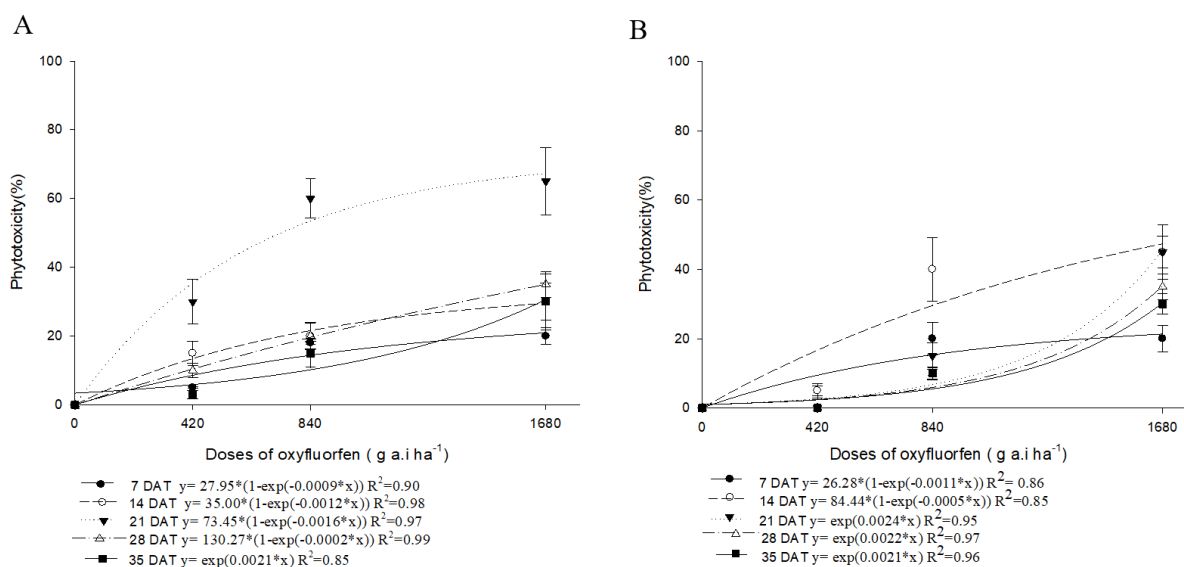 A
100
80
60
40
20
0
Phytotoxicity(%)
0 420 840 1680
Doses of oxyfluorfen ( g a.i ha⁻¹)
7 DAT y= 27.95*(1-exp(-0.0009*x)) R²=0.90
14 DAT y= 35.00*(1-exp(-0.0012*x)) R²=0.98
21 DAT y= 73.45*(1-exp(-0.0016*x)) R²=0.97
28 DAT y= 130.27*(1-exp(-0.0002*x)) R²=0.99
35 DAT y= exp(0.0021*x) R²=0.85
B
100
80
60
40
20
0
Phytotoxicity(%)
0 420 840 1680
Doses of oxyfluorfen ( g a.i ha⁻¹)
7 DAT y= 26.28*(1-exp(-0.0011*x)) R²= 0.86
14 DAT y= 84.44*(1-exp(-0.0005*x)) R²=0.85
21 DAT y= exp(0.0024*x) R²=0.95
28 DAT y= exp(0.0022*x) R²=0.97
35 DAT y= exp(0.0021*x) R²=0.96